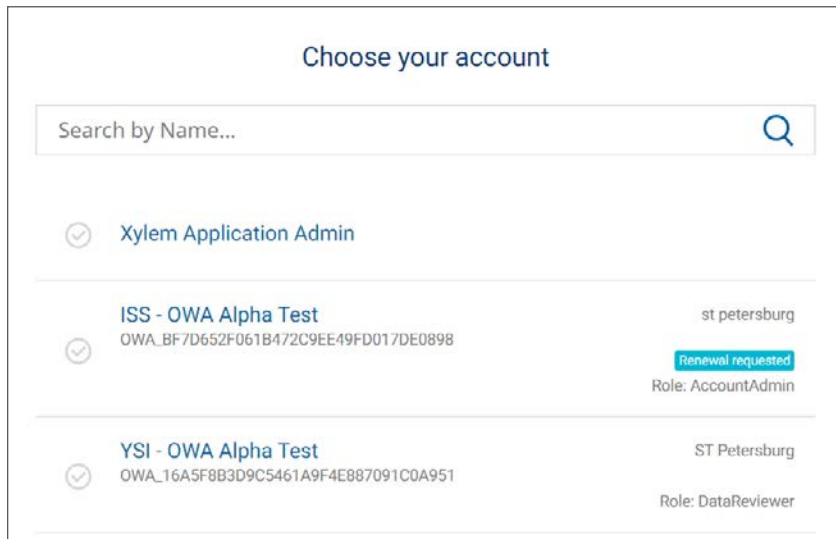 Choose your account
Search by Name...
Xylem Application Admin
ISS - OWA Alpha Test
st petersburg
OWA_BF7D652F061B472C9EE49FD017DE0898
Renewal requested
Role: AccountAdmin
YSI - OWA Alpha Test
ST Petersburg
OWA_16A5F8B3D9C5461A9F4E887091C0A951
Role: DataReviewer